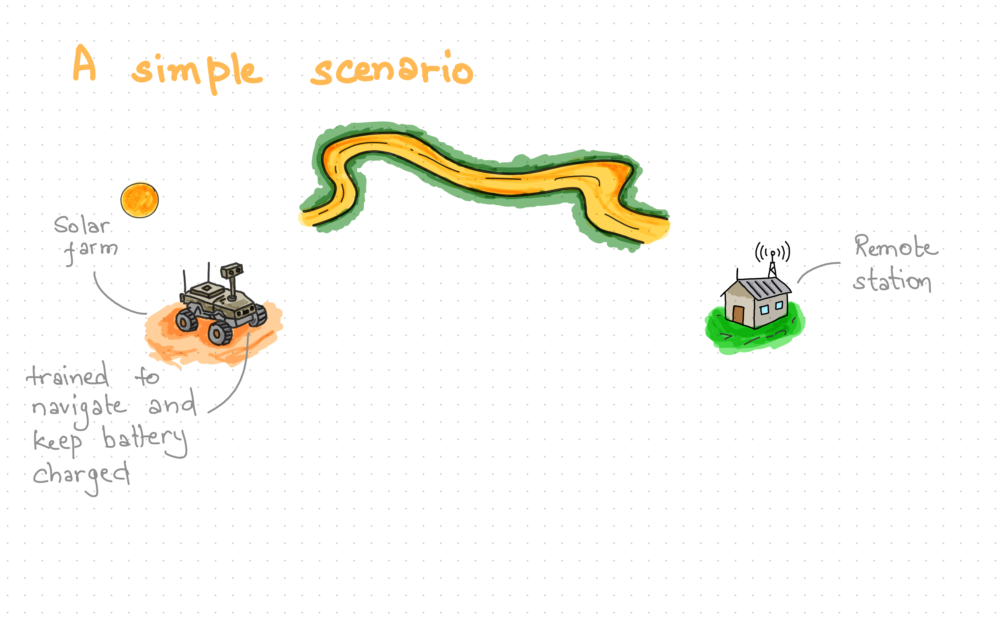 A simple scenario
Solar
farm
Remote
station
trained to
navigate and
keep battery
charged